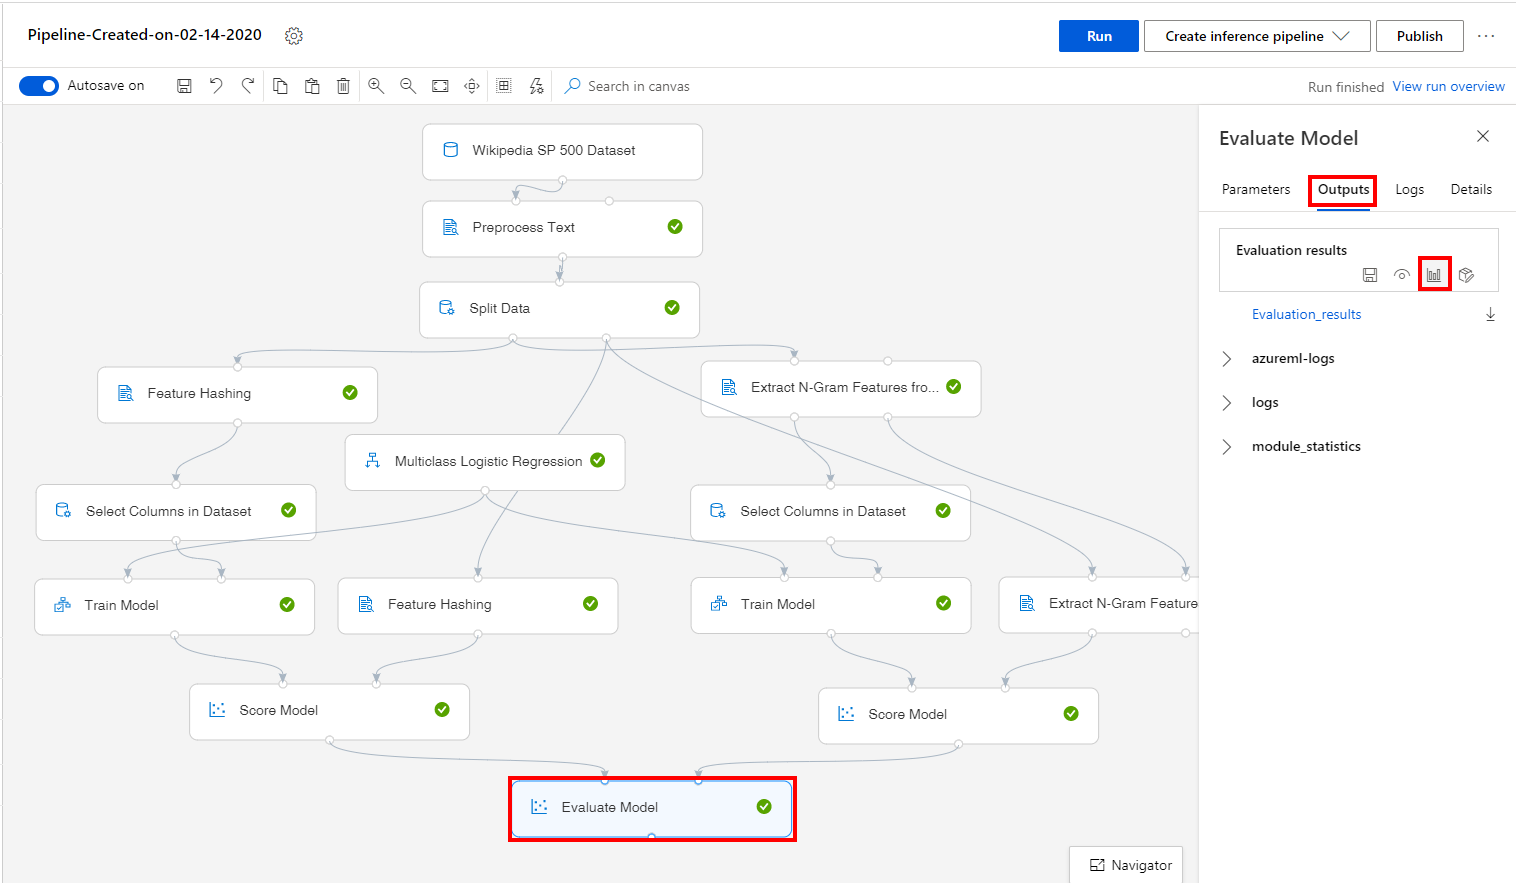 Pipeline-Created-on-02-14-2020
Run
Create inference pipeline
Publish
Autosave on
Search in canvas
Run finished View run overview
Wikipedia SP 500 Dataset
Preprocess Text
Split Data
Feature Hashing
Extract N-Gram Features fro...
Multiclass Logistic Regression
Select Columns in Dataset
Select Columns in Dataset
Train Model
Feature Hashing
Train Model
Extract N-Gram Feature
Score Model
Score Model
Evaluate Model
Navigator
Evaluate Model
Parameters Outputs Logs Details
Evaluation results
Evaluation_results
azureml-logs
logs
module_statistics